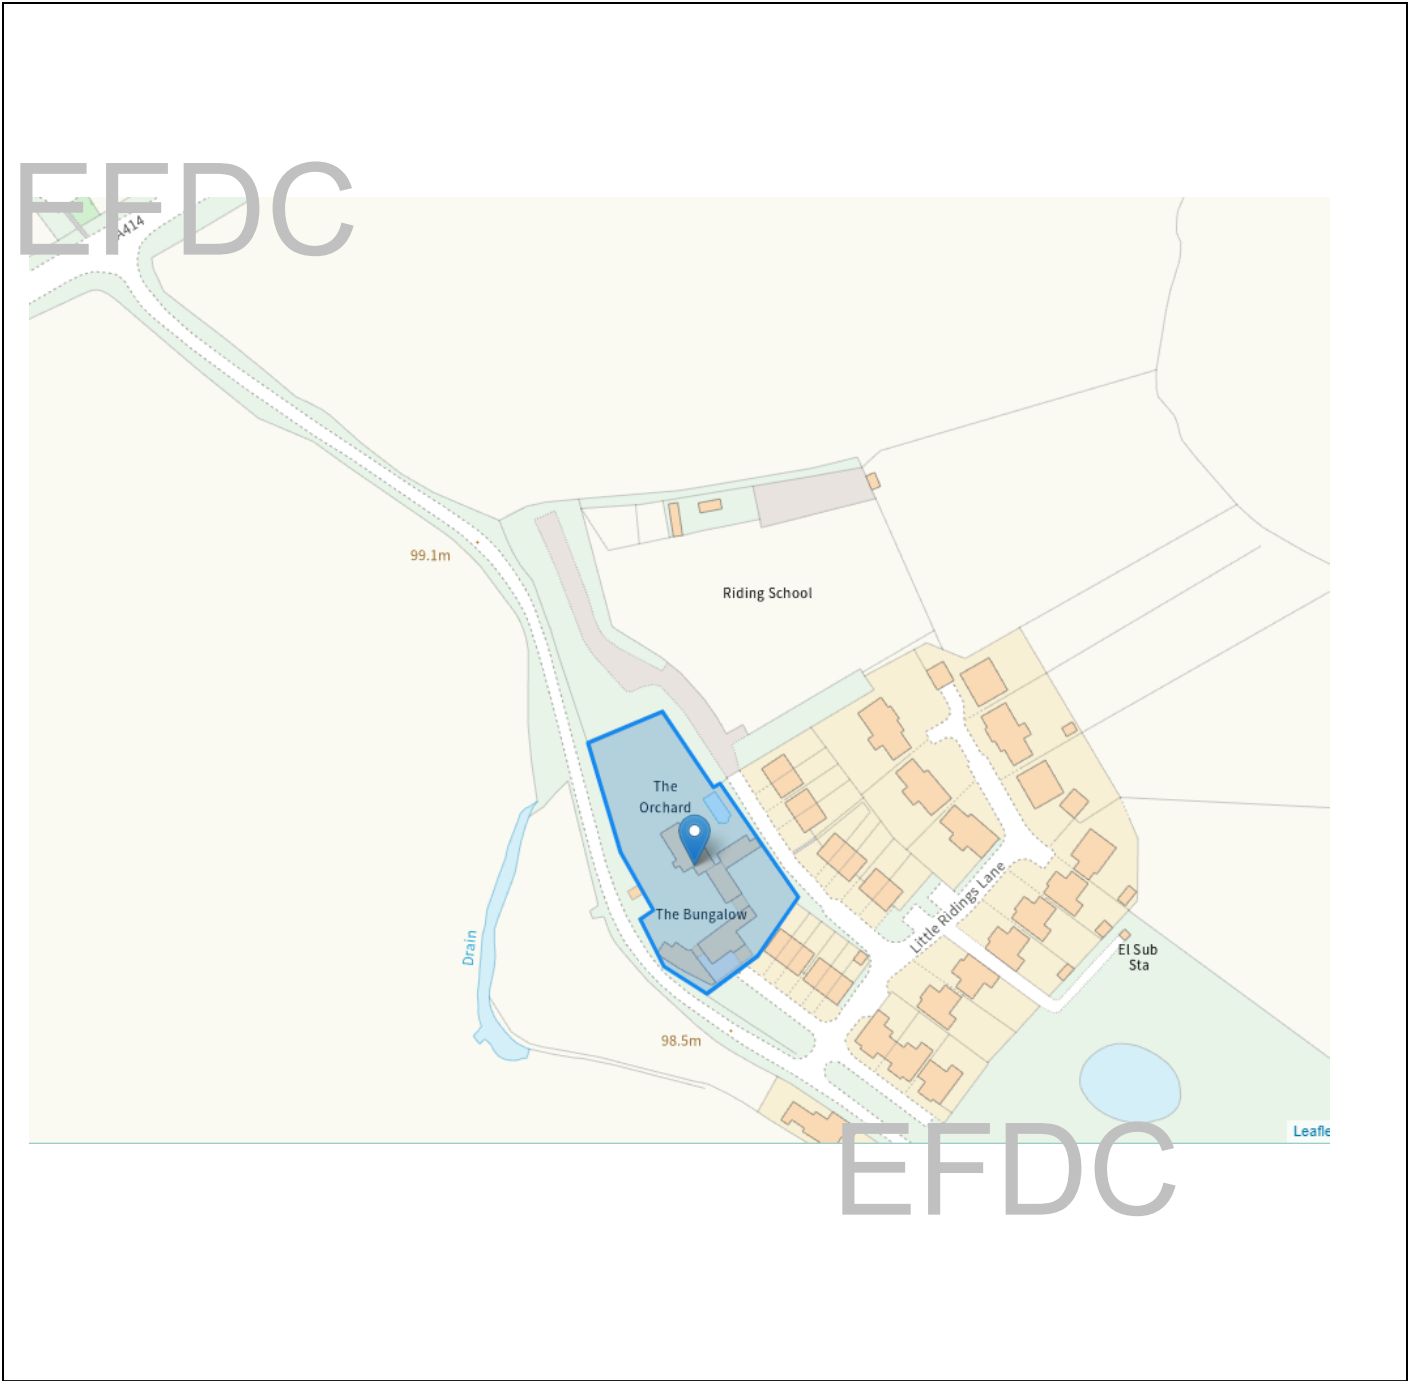 EFDC
A414
99.1m
Riding School
The
Orchard
The Bungalow
Little Ridings Lane
Drain
El Sub
Sta
98.5m
Leafle
EFDC